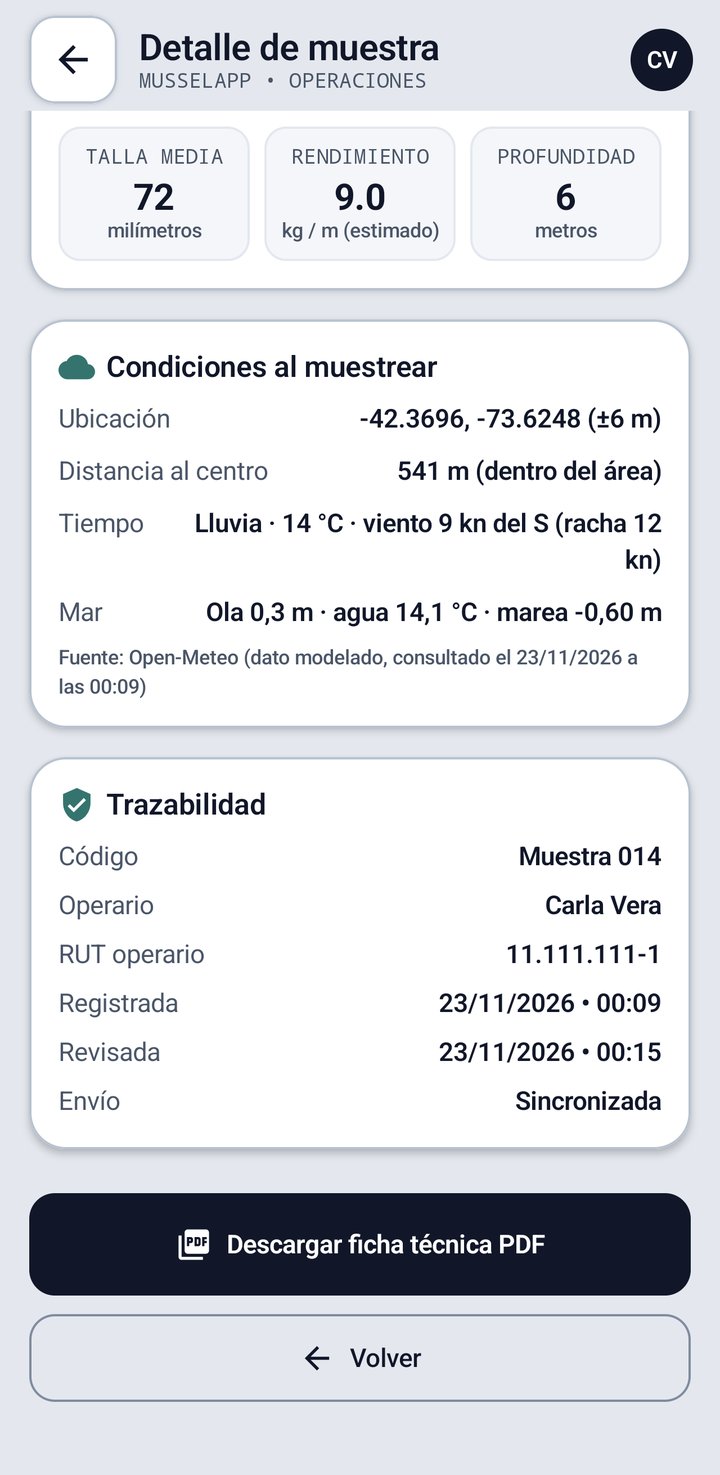 Detalle de muestra
MUSSELAPP • OPERACIONES
CV
TALLA MEDIA
72
milímetros
RENDIMIENTO
9.0
kg / m (estimado)
PROFUNDIDAD
6
metros
Condiciones al muestrear
Ubicación -42.3696, -73.6248 (±6 m)
Distancia al centro 541 m (dentro del área)
Tiempo Lluvia · 14 °C · viento 9 kn del S (racha 12
kn)
Mar Ola 0,3 m · agua 14,1 °C · marea -0,60 m
Fuente: Open-Meteo (dato modelado, consultado el 23/11/2026 a
las 00:09)
Trazabilidad
Código Muestra 014
Operario Carla Vera
RUT operario 11.111.111-1
Registrada 23/11/2026 • 00:09
Revisada 23/11/2026 • 00:15
Envío Sincronizada
PDF Descargar ficha técnica PDF
Volver